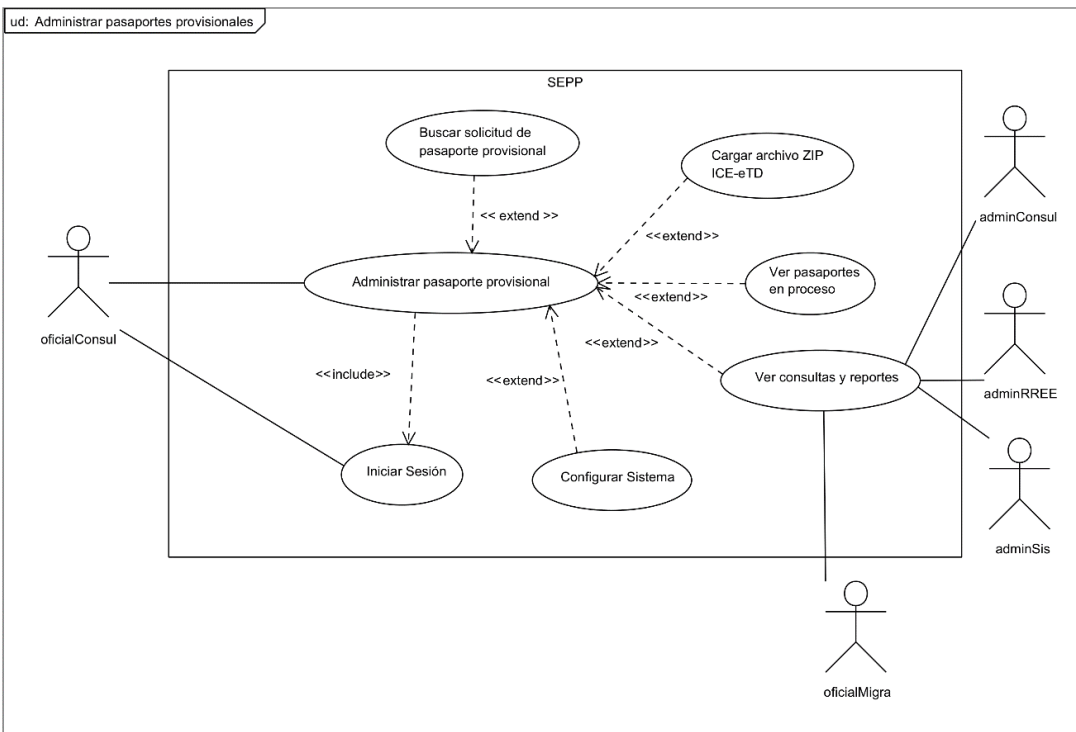 ud: Administrar pasaportes provisionales
SEPP
Buscar solicitud de
pasaporte provisional
Cargar archivo ZIP
ICE-eTD
adminConsul
<< extend >>
<<extend>>
oficialConsul
Administrar pasaporte provisional
<<extend>>
Ver pasaportes
en proceso
<<extend>>
<<include>>
<<extend>>
Ver consultas y reportes
adminRREE
Iniciar Sesión
Configurar Sistema
adminSis
oficialMigra